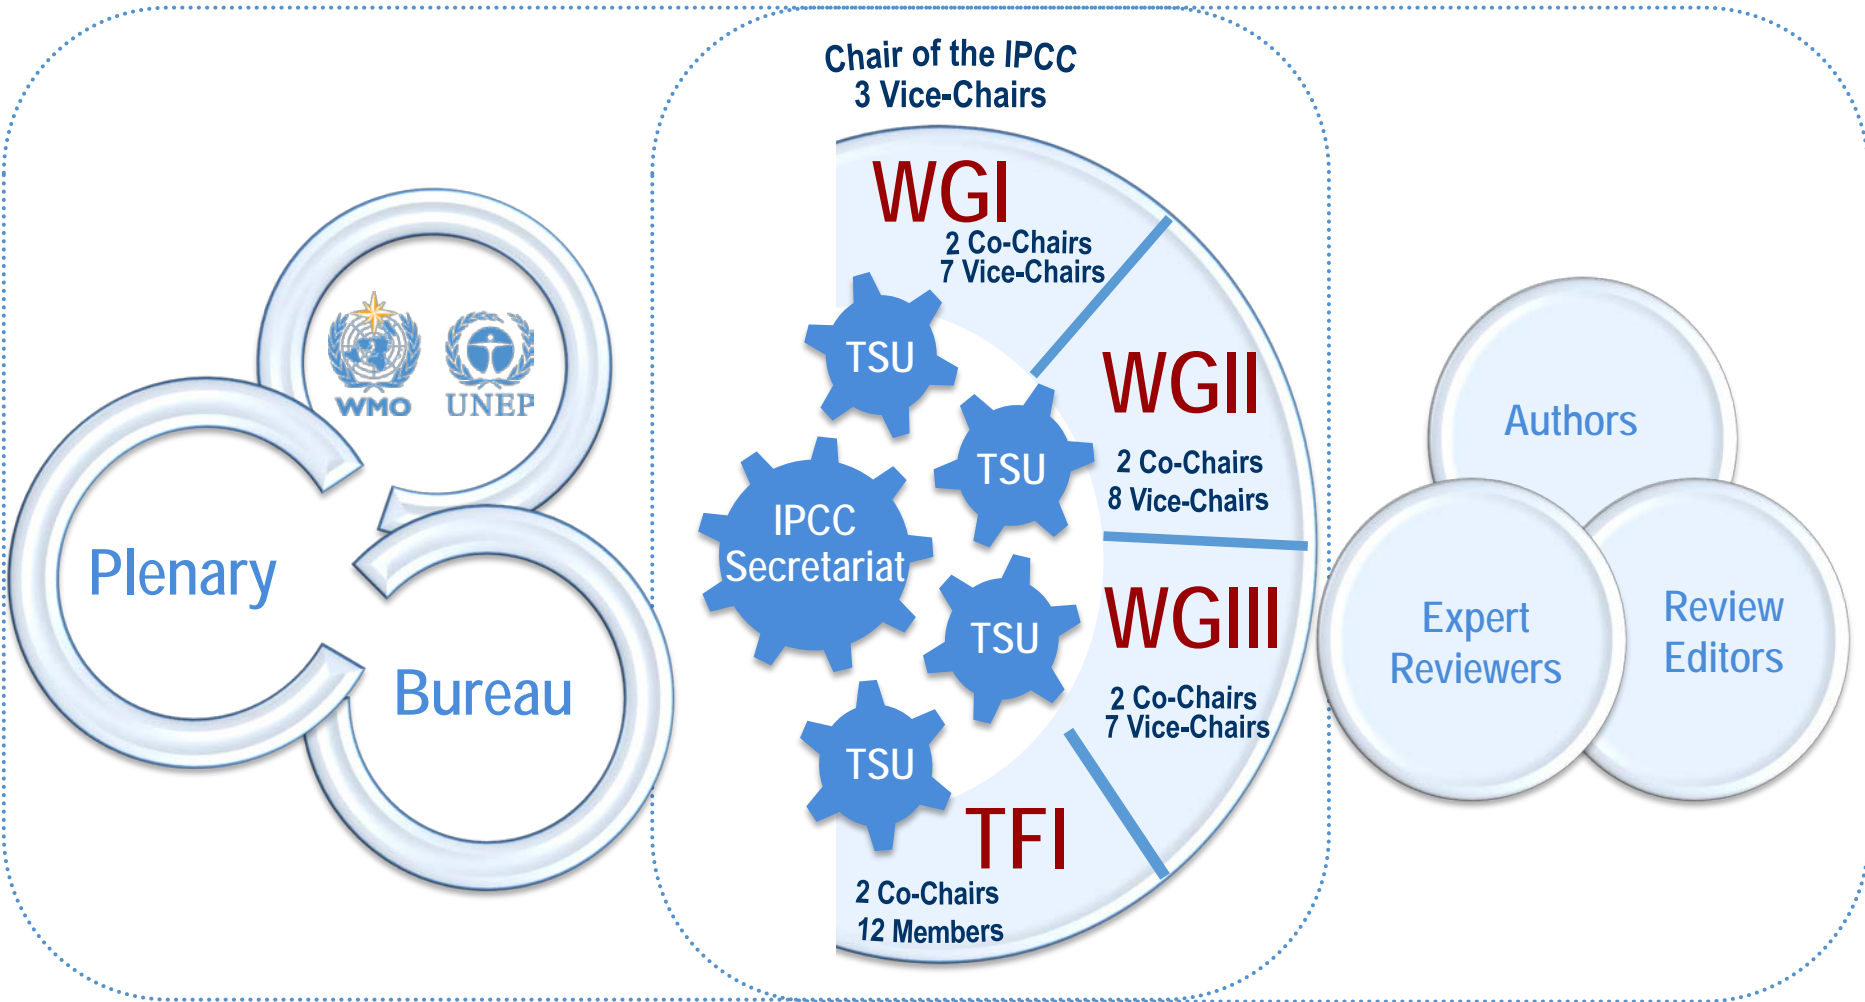 Chair of the IPCC
3 Vice-Chairs
WGI
2 Co-Chairs
7 Vice-Chairs
WMO
UNEP
TSU
WGII
2 Co-Chairs
8 Vice-Chairs
TSU
Authors
Plenary
IPCC
Secretariat
WGIII
2 Co-Chairs
7 Vice-Chairs
TSU
Expert
Reviewers
Review
Editors
Bureau
TSU
TFI
2 Co-Chairs
12 Members